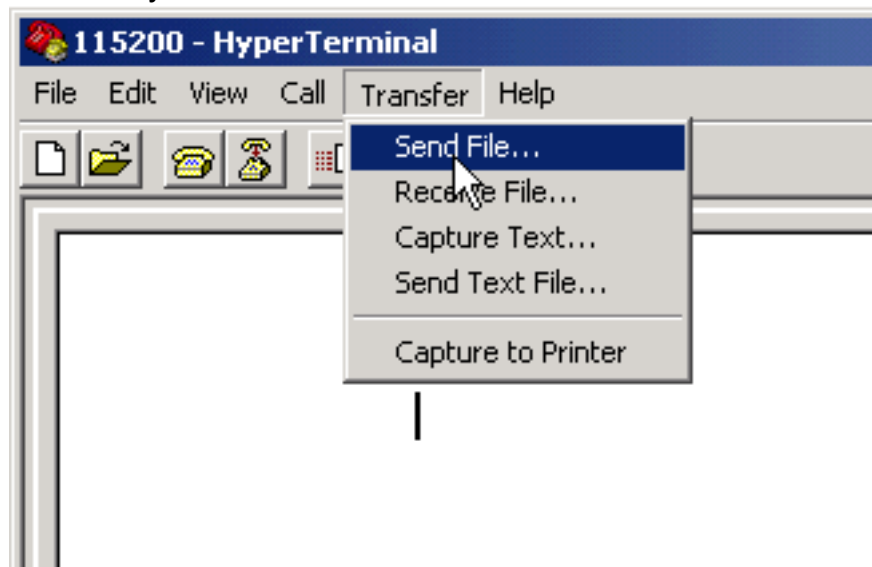 115200 - HyperTerminal
File Edit View Call Transfer Help
Send File...
Receive File...
Capture Text...
Send Text File...
Capture to Printer